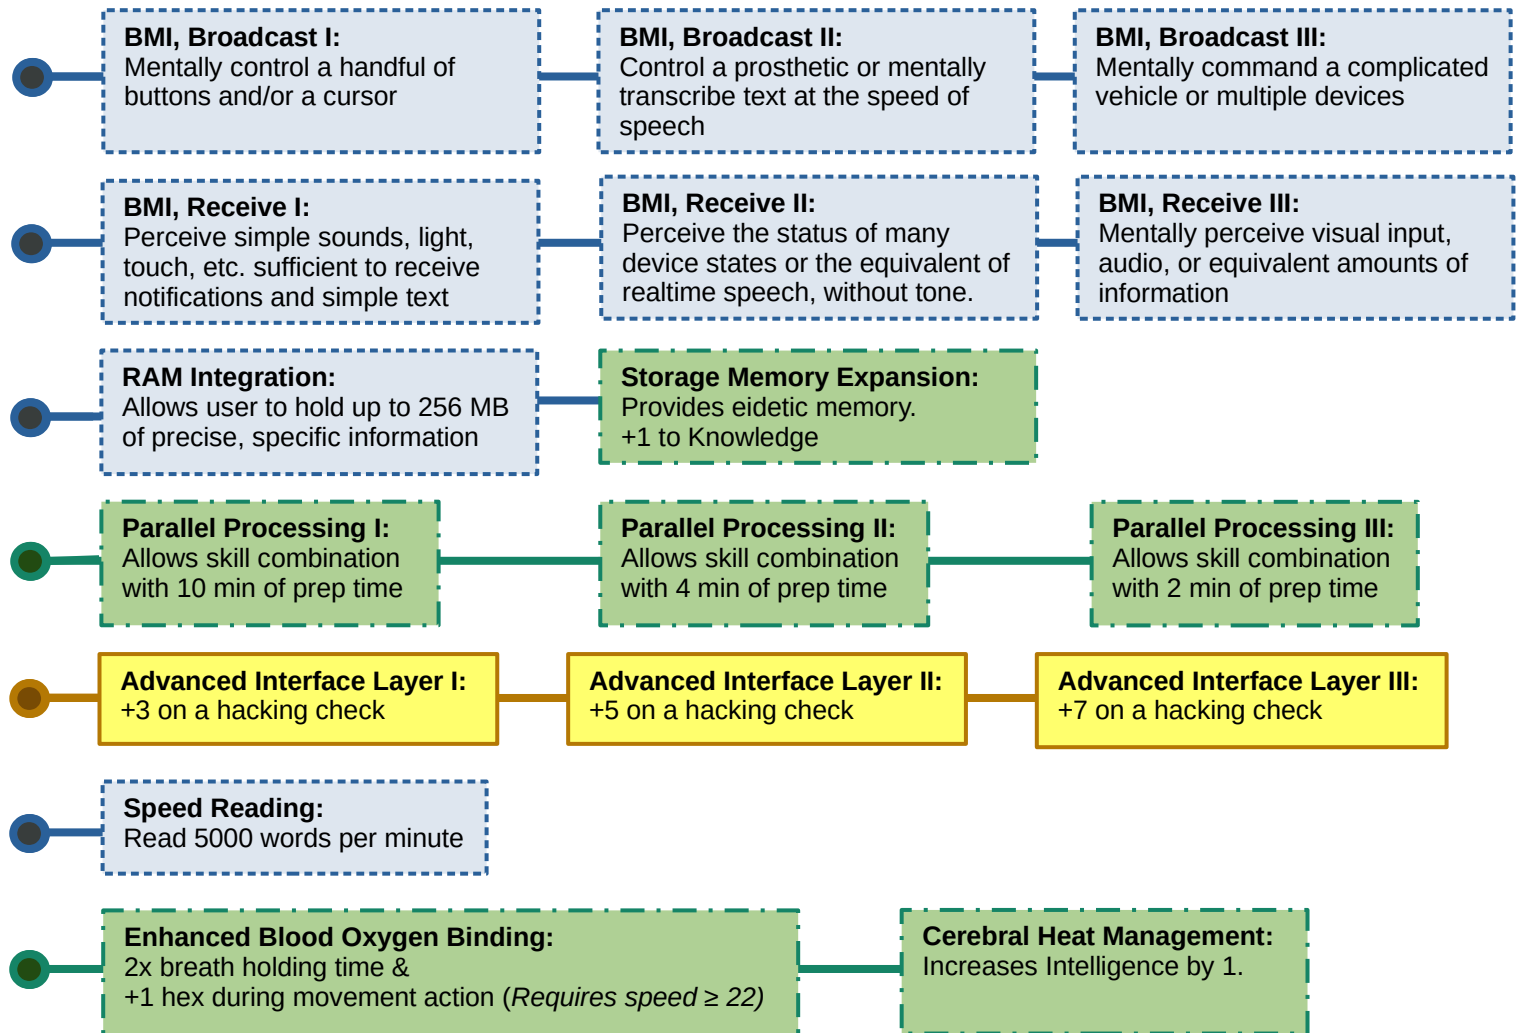 BMI, Broadcast I:
Mentally control a handful of
buttons and/or a cursor
BMI, Broadcast II:
Control a prosthetic or mentally
transcribe text at the speed of
speech
BMI, Broadcast III:
Mentally command a complicated
vehicle or multiple devices
BMI, Receive I:
Perceive simple sounds, light,
touch, etc. sufficient to receive
notifications and simple text
BMI, Receive II:
Perceive the status of many
device states or the equivalent of
realtime speech, without tone.
BMI, Receive III:
Mentally perceive visual input,
audio, or equivalent amounts of
information
RAM Integration:
Allows user to hold up to 256 MB
of precise, specific information
Storage Memory Expansion:
Provides eidetic memory.
+1 to Knowledge
Parallel Processing I:
Allows skill combination
with 10 min of prep time
Parallel Processing II:
Allows skill combination
with 4 min of prep time
Parallel Processing III:
Allows skill combination
with 2 min of prep time
Advanced Interface Layer I:
+3 on a hacking check
Advanced Interface Layer II:
+5 on a hacking check
Advanced Interface Layer III:
+7 on a hacking check
Speed Reading:
Read 5000 words per minute
Enhanced Blood Oxygen Binding:
2x breath holding time &
+1 hex during movement action (Requires speed ≥ 22)
Cerebral Heat Management:
Increases Intelligence by 1.